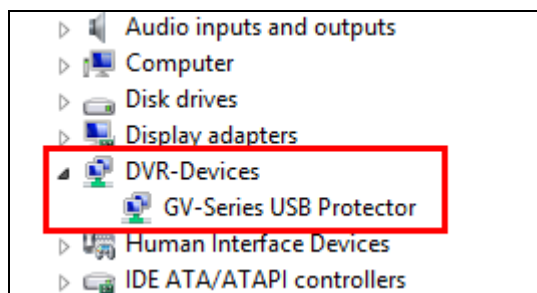 Audio inputs and outputs
Computer
Disk drives
Display adapters
DVR-Devices
GV-Series USB Protector
Human Interface Devices
IDE ATA/ATAPI controllers